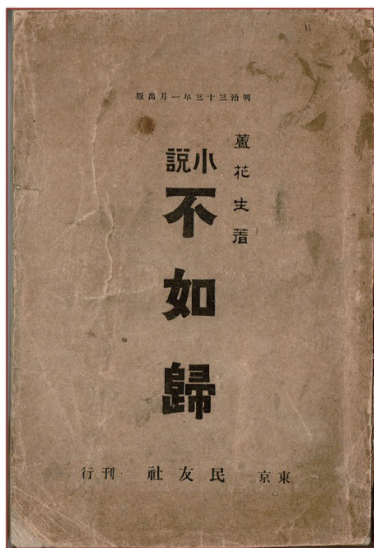 明治三十三年一月出版
蘆花生著
小説
不如歸
東京 民友社 刊行